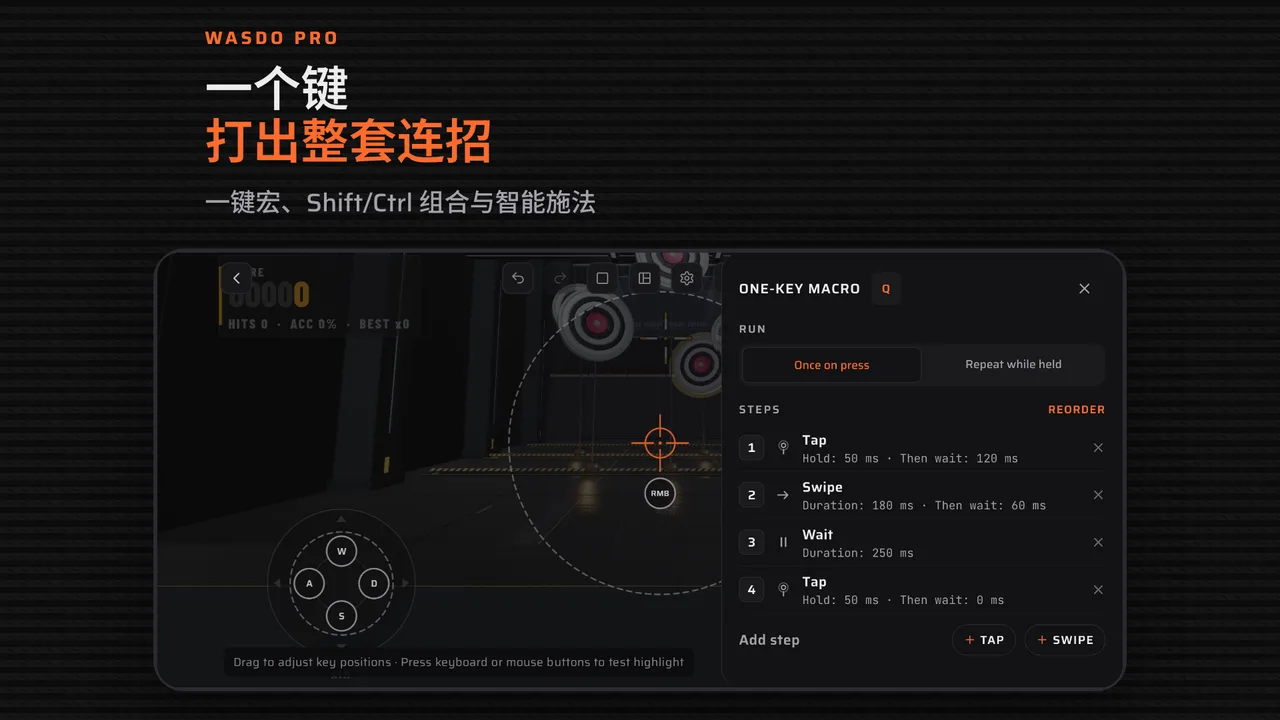 WASDO PRO
一个键
打出整套连招
一键宏、Shift/Ctrl 组合与智能施法
00000
HITS 0 · ACC 0% · BEST x0
ONE-KEY MACRO Q
RUN
Once on press
Repeat while held
STEPS
REORDER
1 Tap
Hold: 50 ms · Then wait: 120 ms
2 Swipe
Duration: 180 ms · Then wait: 60 ms
3 Wait
Duration: 250 ms
4 Tap
Hold: 50 ms · Then wait: 0 ms
Add step
+ TAP
+ SWIPE
RMB
W
A
D
S
Drag to adjust key positions · Press keyboard or mouse buttons to test highlight